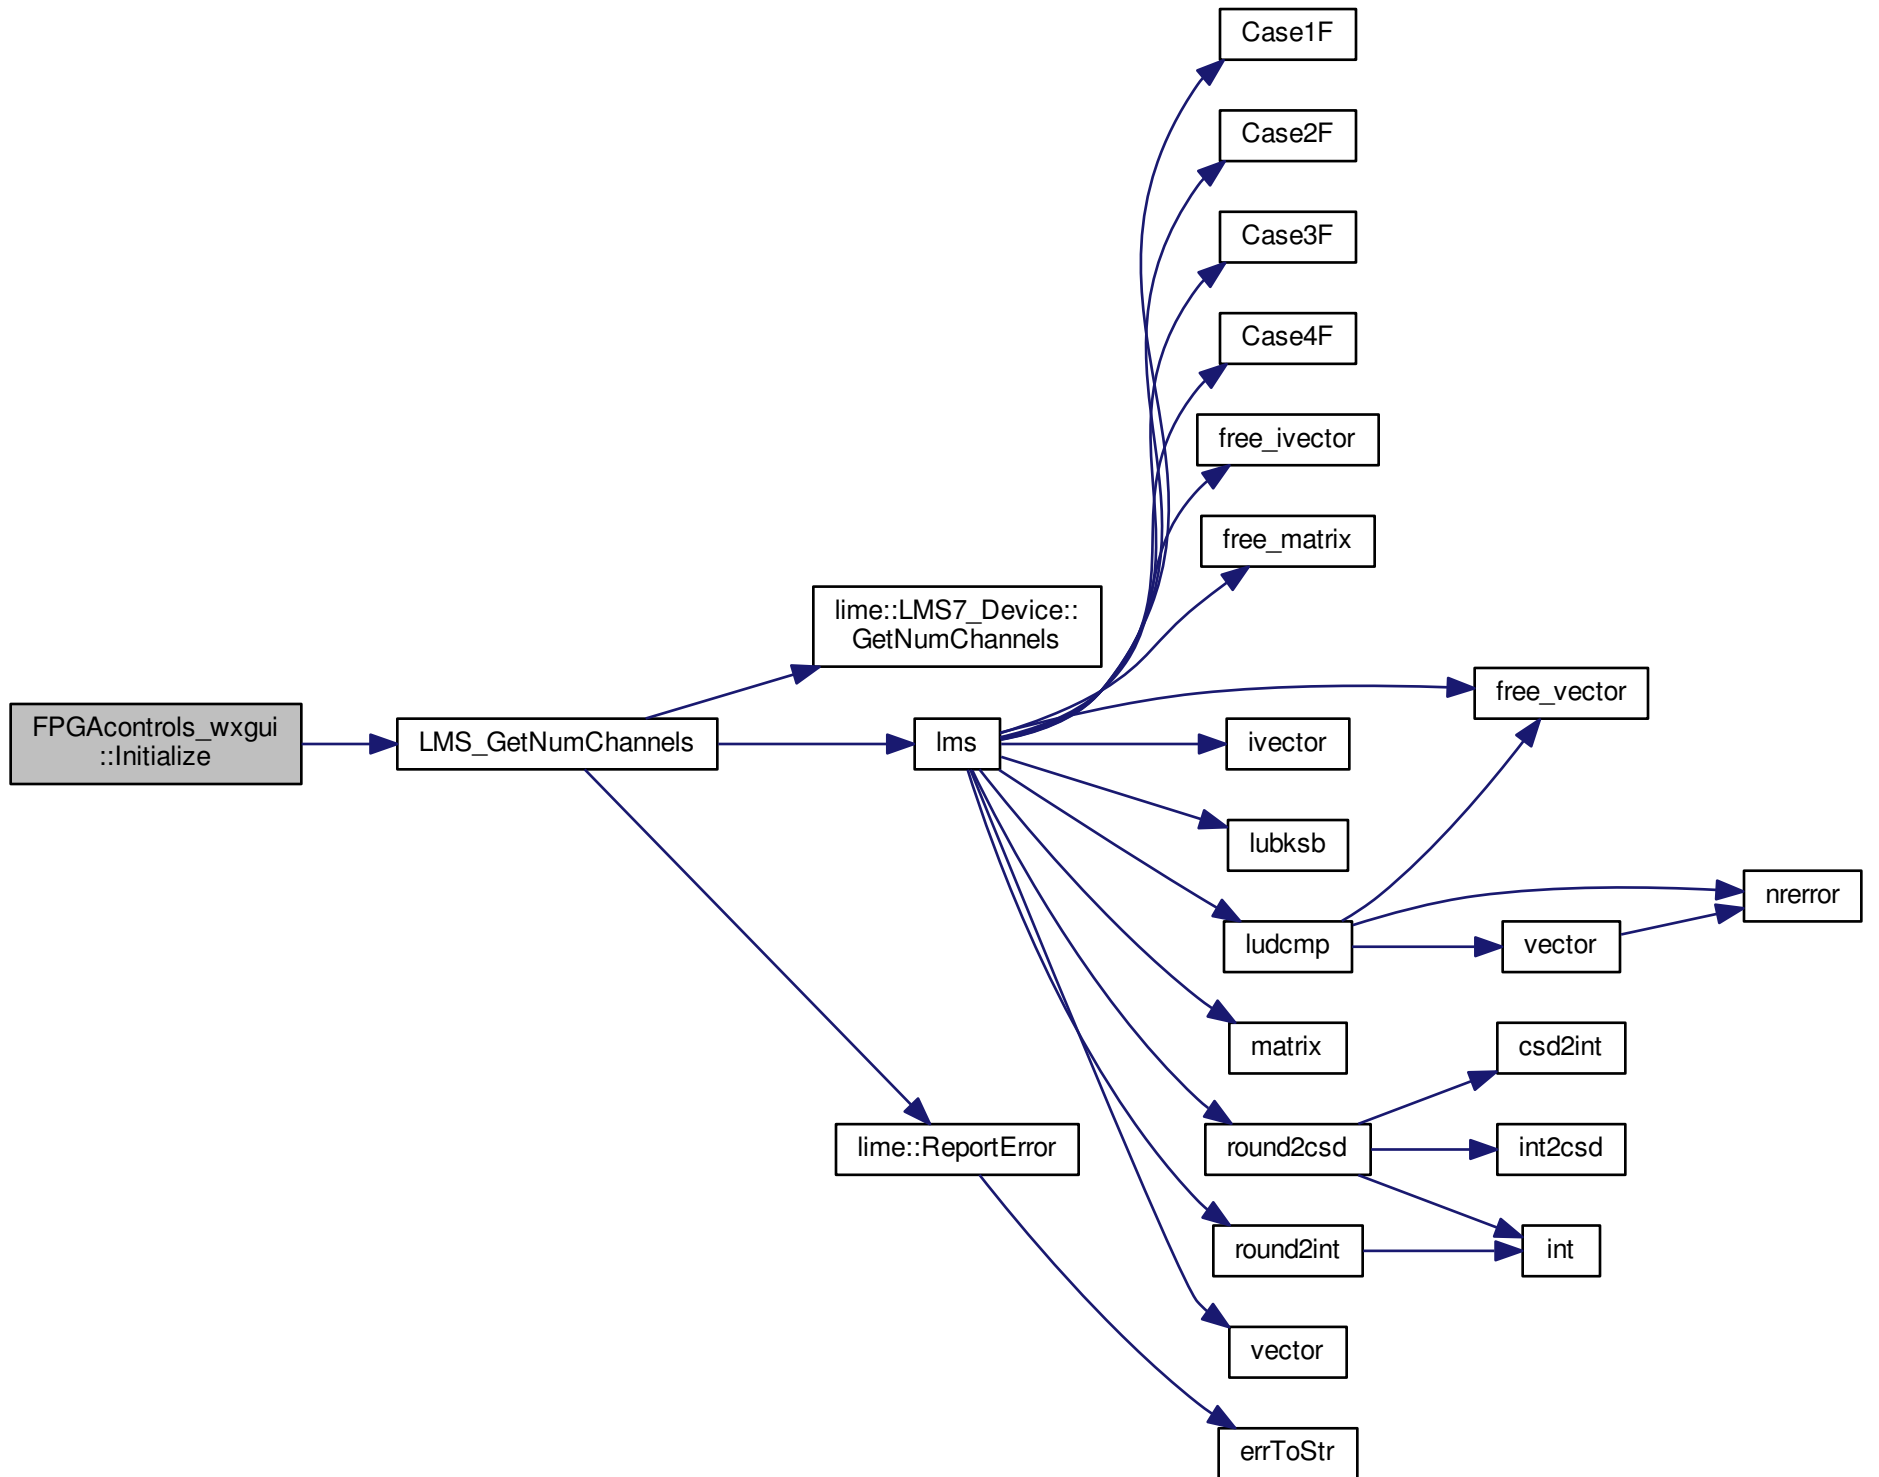 Case1F
Case2F
Case3F
Case4F
free_ivector
free_matrix
lime::LMS7_Device::
GetNumChannels
free_vector
FPGAcontrols_wxgui
::Initialize
LMS_GetNumChannels
lms
ivector
lubksb
nrerror
ludcmp
vector
matrix
csd2int
lime::ReportError
round2csd
int2csd
round2int
int
vector
errToStr